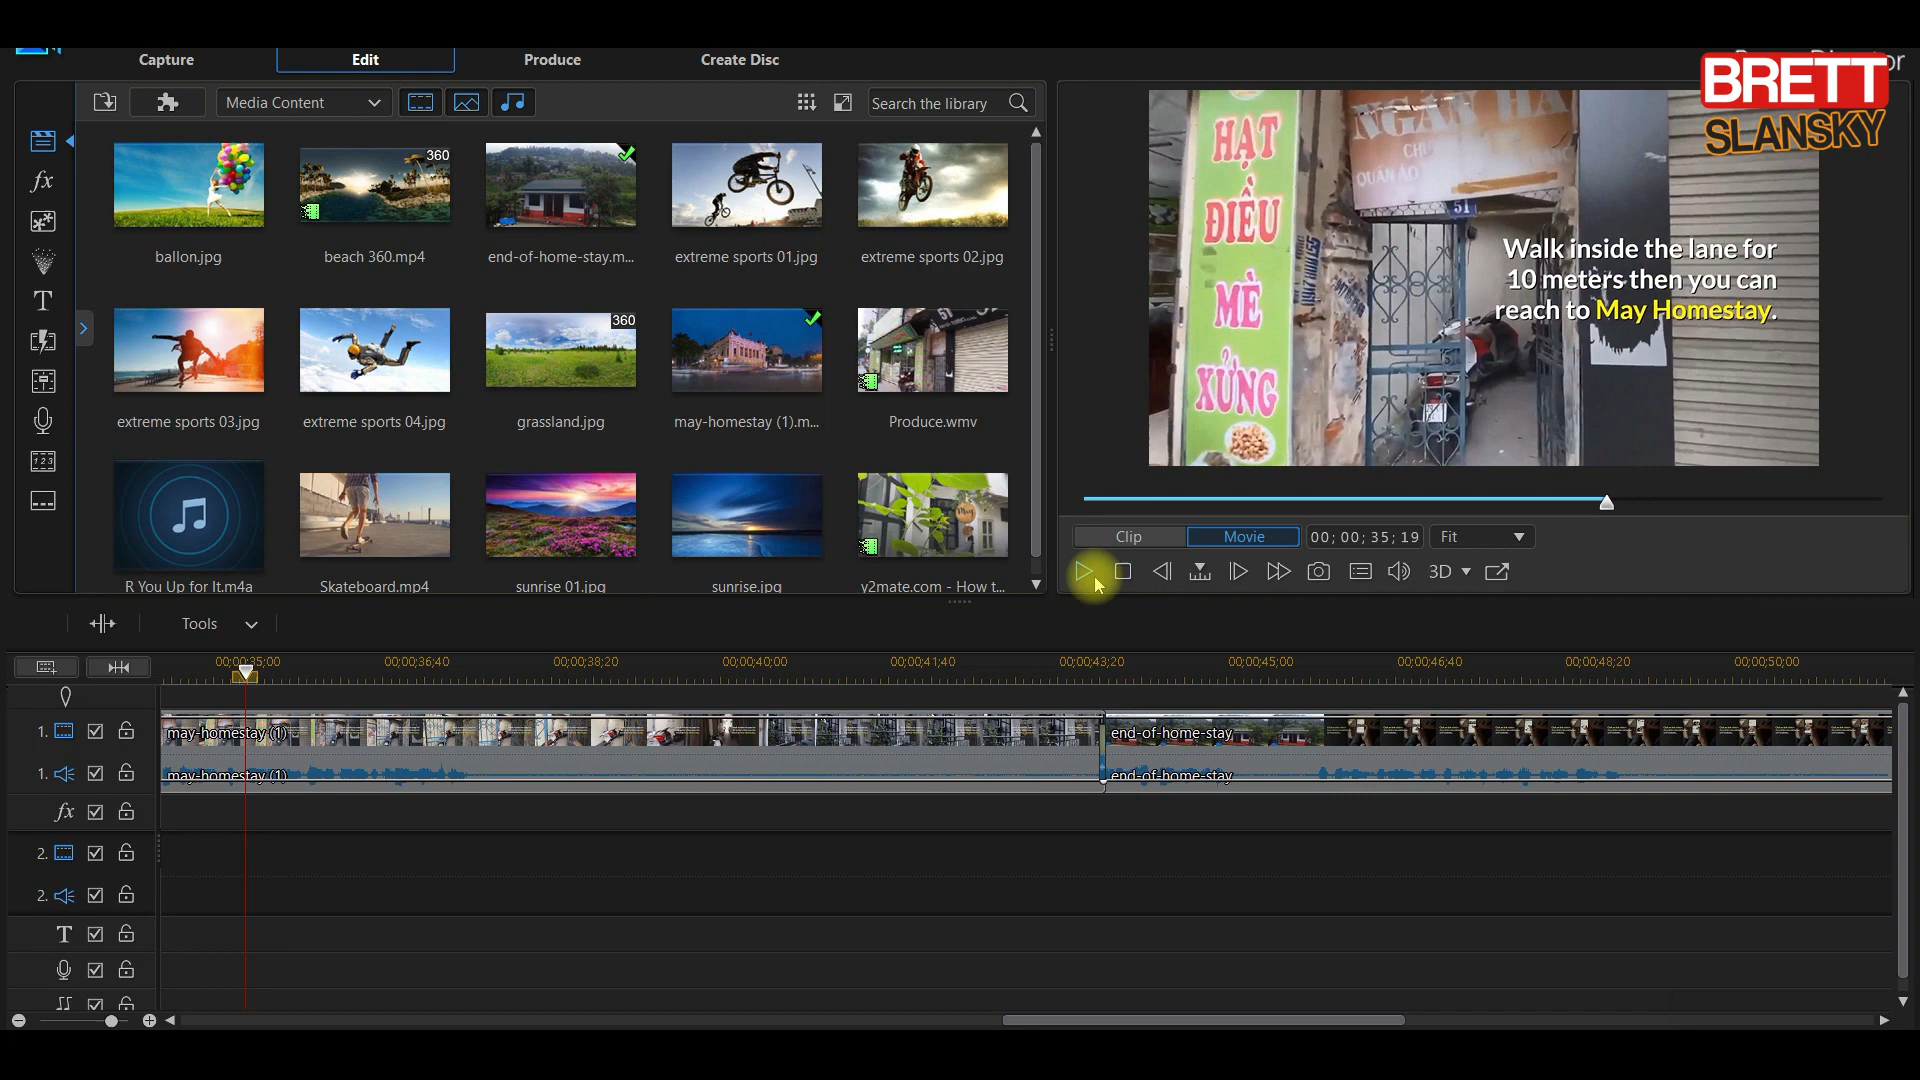 Capture
Edit
Produce
Create Disc
BRETT
SLANSKY
Media Content
Search the library
360
ballon.jpg
beach 360.mp4
end-of-home-stay.m...
extreme sports 01.jpg
extreme sports 02.jpg
360
extreme sports 03.jpg
extreme sports 04.jpg
grassland.jpg
may-homestay (1).m...
Produce.wmv
R You Up for It.m4a
Skateboard.mp4
sunrise 01.jpg
sunrise.jpg
y2mate.com - How t...
HẠT
ĐIỀU
MÈ
XỬNG
QUẦN ÁO
51
Walk inside the lane for
10 meters then you can
reach to May Homestay.
Clip
Movie
00; 00; 35; 19
Fit
3D
Tools
00;00;35;00
00;00;36;40
00;00;38;20
00;00;40;00
00;00;41;40
00;00;43;20
00;00;45;00
00;00;46;40
00;00;48;20
00;00;50;00
1.
may-homestay (1)
end-of-home-stay
1.
may-homestay (1)
end-of-home-stay
fx
2.
2.
T